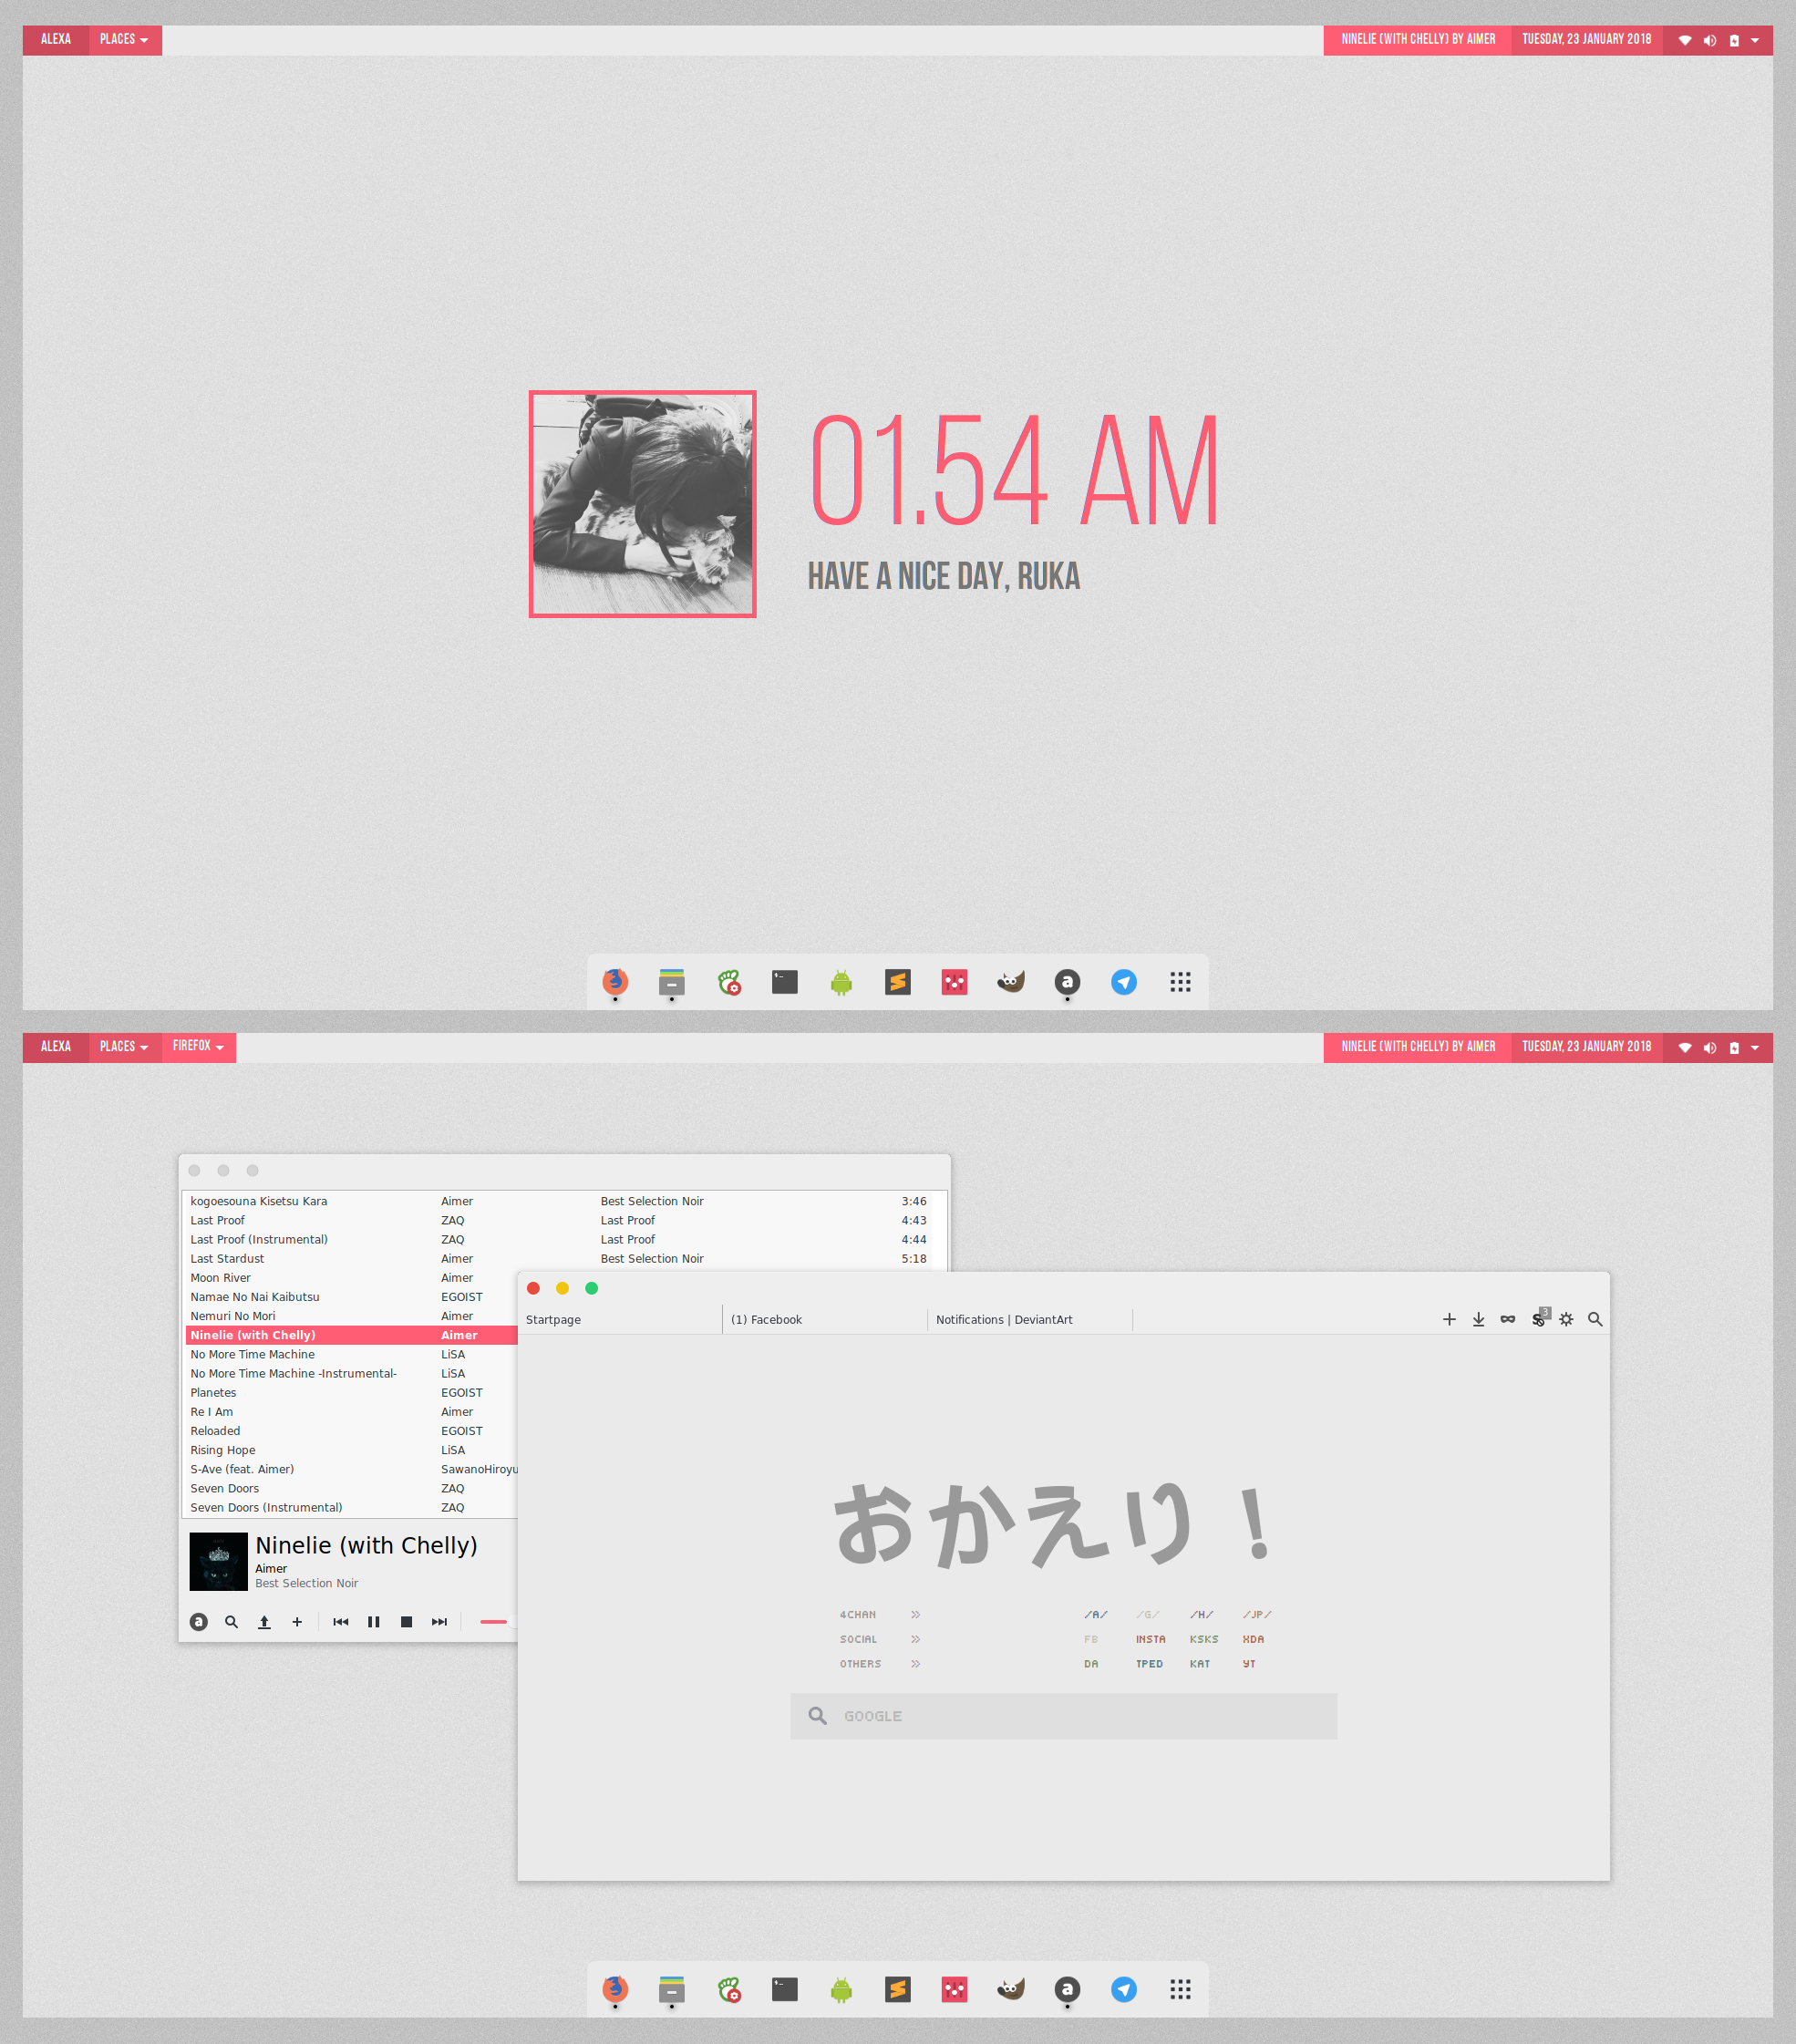 ALEXA PLACES NINELIE (WITH CHELLY) BY AIMER TUESDAY, 23 JANUARY 2018
01.54 AM
HAVE A NICE DAY, RUKA
ALEXA PLACES FIREFOX NINELIE (WITH CHELLY) BY AIMER TUESDAY, 23 JANUARY 2018
kogoesouna Kisetsu Kara Aimer Best Selection Noir 3:46
Last Proof ZAQ Last Proof 4:43
Last Proof (Instrumental) ZAQ Last Proof 4:44
Last Stardust Aimer Best Selection Noir 5:18
Moon River Aimer
Namae No Nai Kaibutsu EGOIST
Nemuri No Mori Aimer
Ninelie (with Chelly) Aimer
No More Time Machine LiSA
No More Time Machine -Instrumental- LiSA
Planetes EGOIST
Re I Am Aimer
Reloaded EGOIST
Rising Hope LiSA
S-Ave (feat. Aimer) SawanoHiroyu
Seven Doors ZAQ
Seven Doors (Instrumental) ZAQ
Ninelie (with Chelly)
Aimer
Best Selection Noir
Startpage (1) Facebook Notifications | DeviantArt 3
おかえり！
4CHAN » /A/ /G/ /H/ /JP/
SOCIAL » FB INSTA KSKS XDA
OTHERS » DA TPED KAT YT
GOOGLE